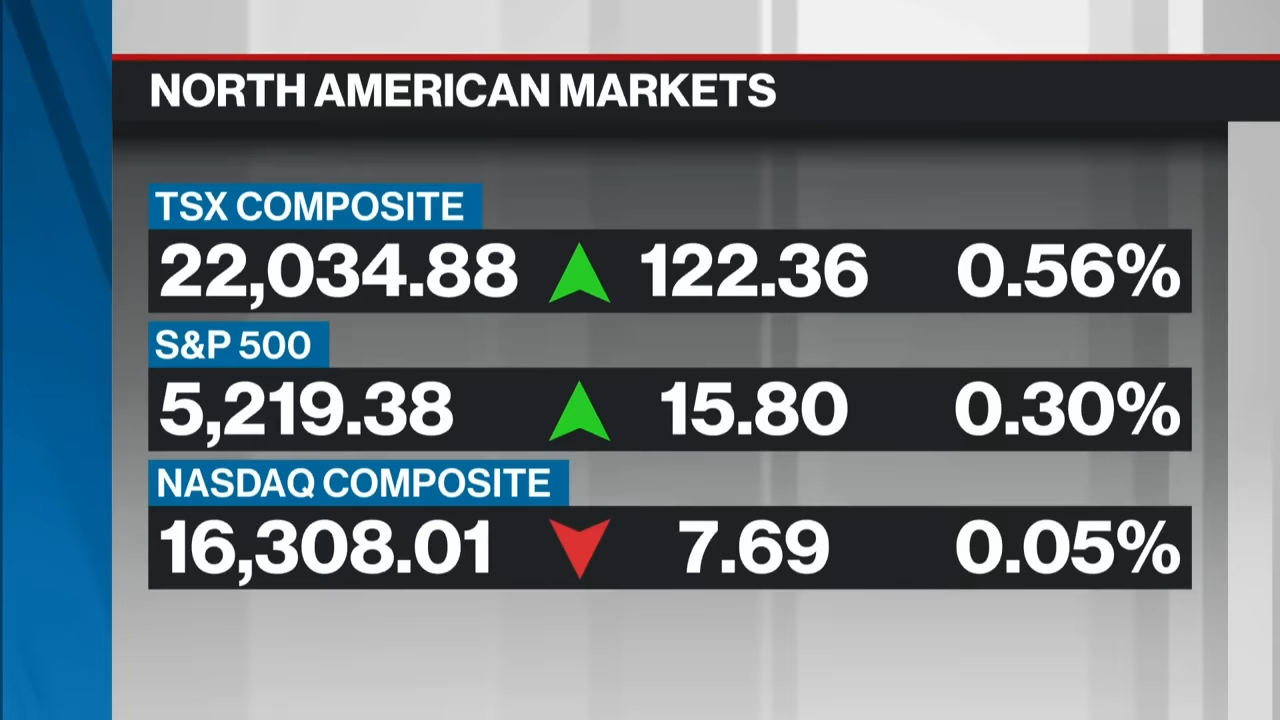 NORTH AMERICAN MARKETS
TSX COMPOSITE
22,034.88 122.36 0.56%
S&P 500
5,219.38 15.80 0.30%
NASDAQ COMPOSITE
16,308.01 7.69 0.05%